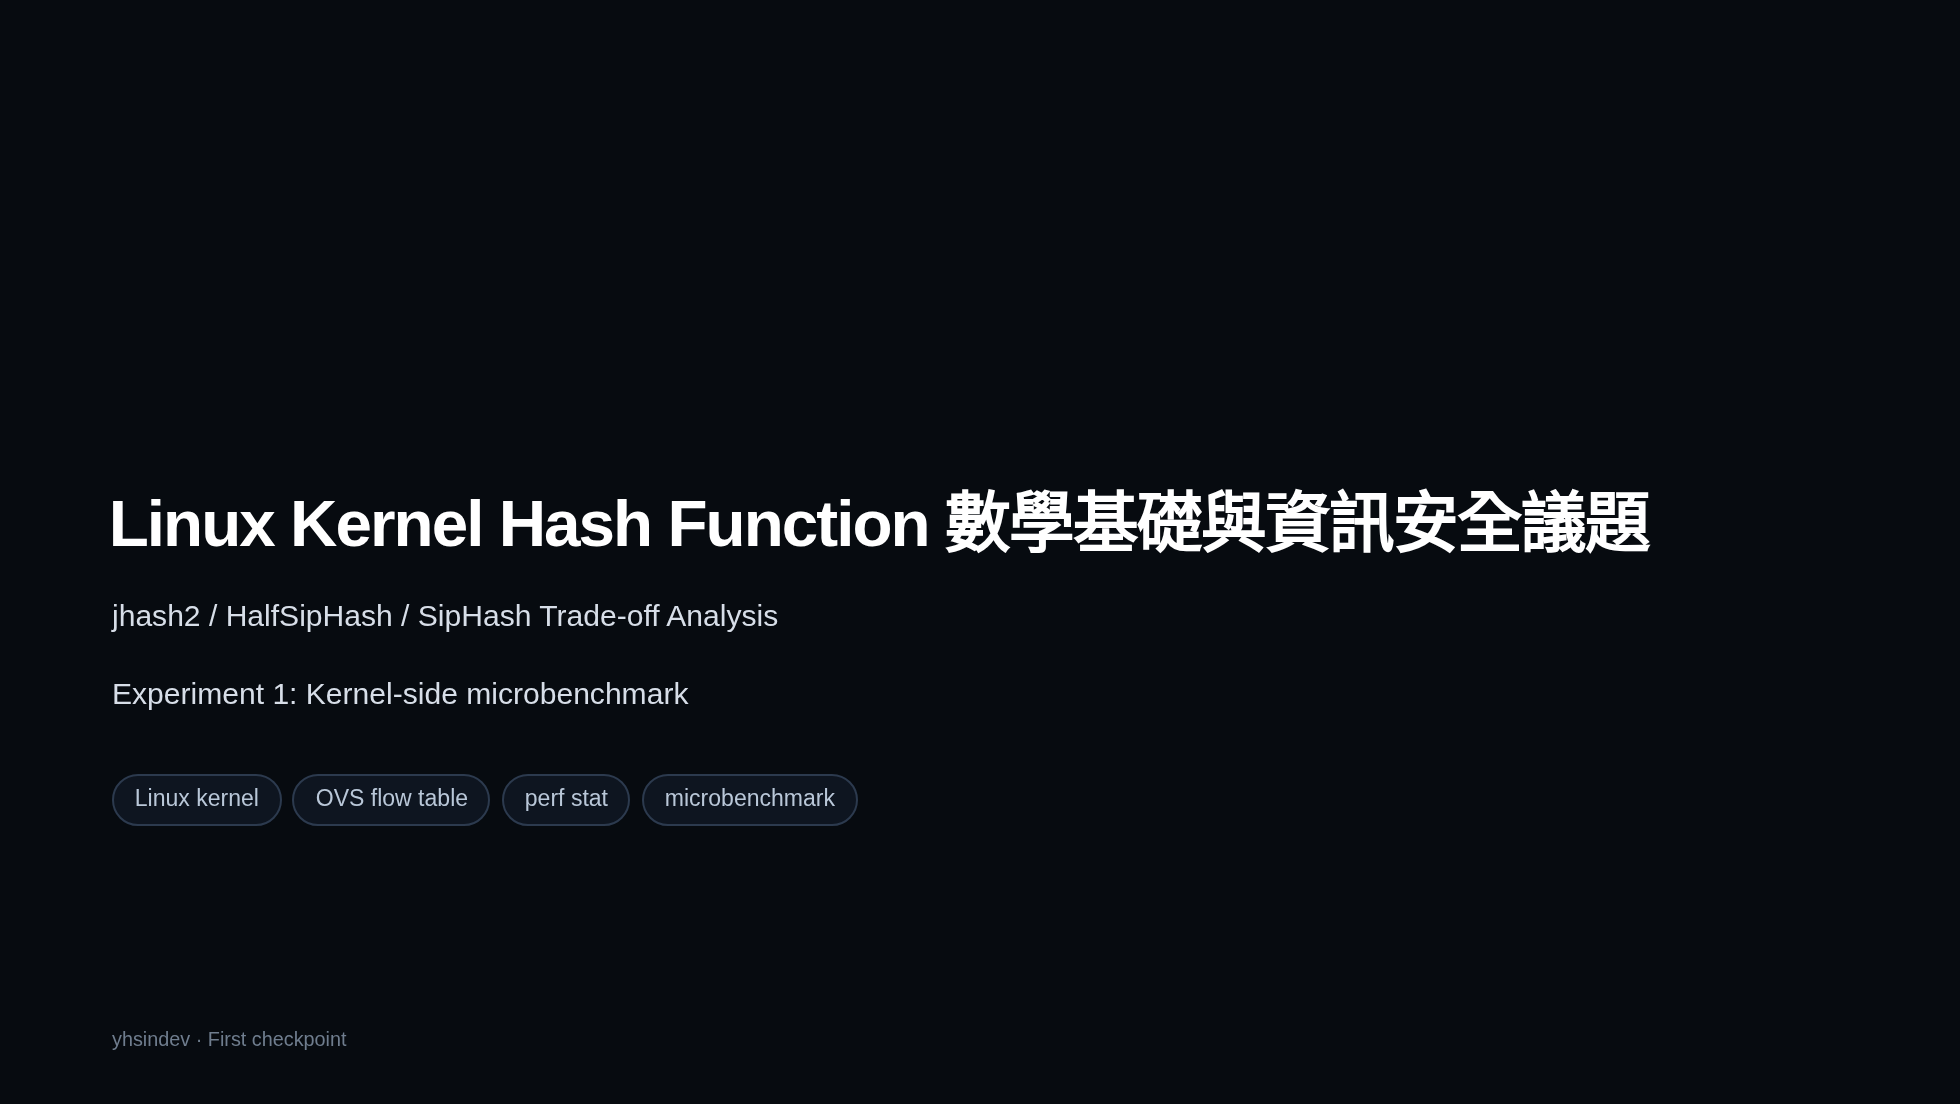 Linux Kernel Hash Function 數學基礎與資訊安全議題
jhash2 / HalfSipHash / SipHash Trade-off Analysis
Experiment 1: Kernel-side microbenchmark
Linux kernel OVS flow table perf stat microbenchmark
yhsindev · First checkpoint